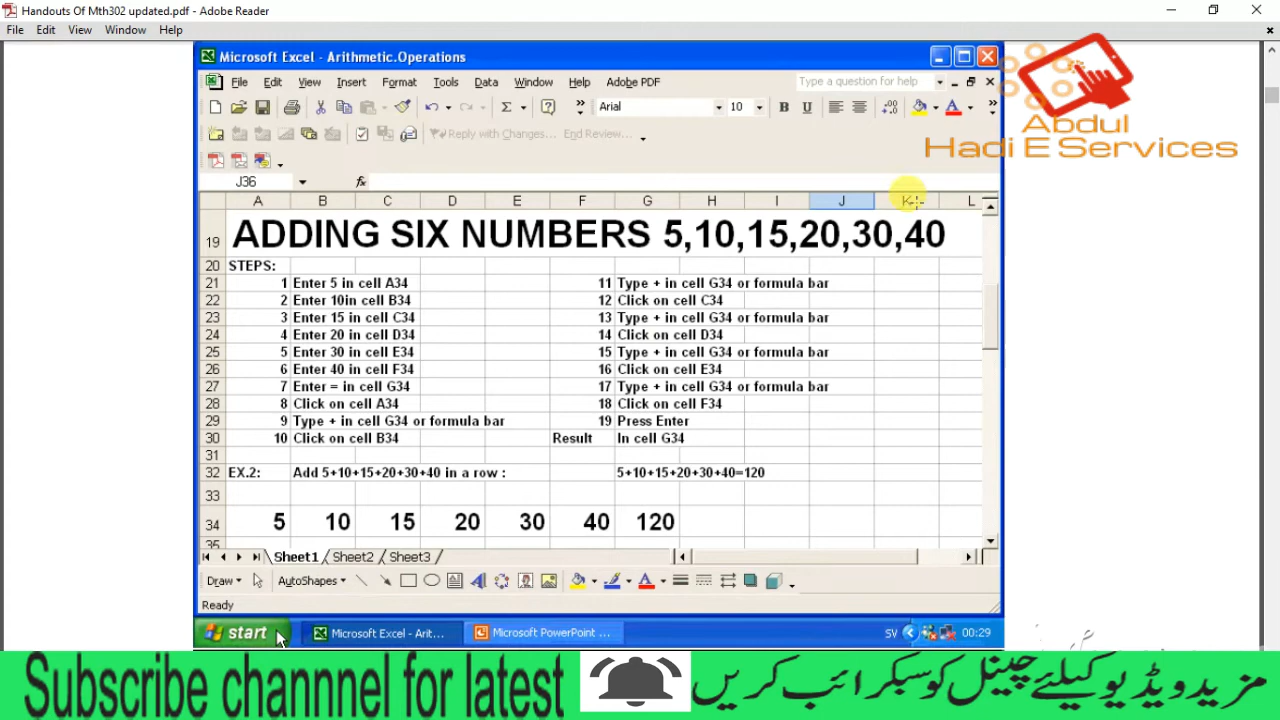 Handouts Of Mth302 updated.pdf - Adobe Reader
File Edit View Window Help
Microsoft Excel - Arithmetic.Operations
File Edit View Insert Format Tools Data Window Help Adobe PDF Type a question for help
Arial 10 B U A
Reply with Changes... End Review...
J36 fx
A B C D E F G H I J K L
19 ADDING SIX NUMBERS 5,10,15,20,30,40
20 STEPS:
21 1 Enter 5 in cell A34 11 Type + in cell G34 or formula bar
22 2 Enter 10in cell B34 12 Click on cell C34
23 3 Enter 15 in cell C34 13 Type + in cell G34 or formula bar
24 4 Enter 20 in cell D34 14 Click on cell D34
25 5 Enter 30 in cell E34 15 Type + in cell G34 or formula bar
26 6 Enter 40 in cell F34 16 Click on cell E34
27 7 Enter = in cell G34 17 Type + in cell G34 or formula bar
28 8 Click on cell A34 18 Click on cell F34
29 9 Type + in cell G34 or formula bar 19 Press Enter
30 10 Click on cell B34 Result In cell G34
31
32 EX.2: Add 5+10+15+20+30+40 in a row : 5+10+15+20+30+40=120
33
34 5 10 15 20 30 40 120
35
Sheet1 Sheet2 Sheet3
Draw AutoShapes A
Ready
start Microsoft Excel - Arit... Microsoft PowerPoint ... SV 00:29
Abdul
Hadi E Services
Subscribe channnel for latest
مزید ویڈیو کیلئے چینل کو سبکرائب کریں